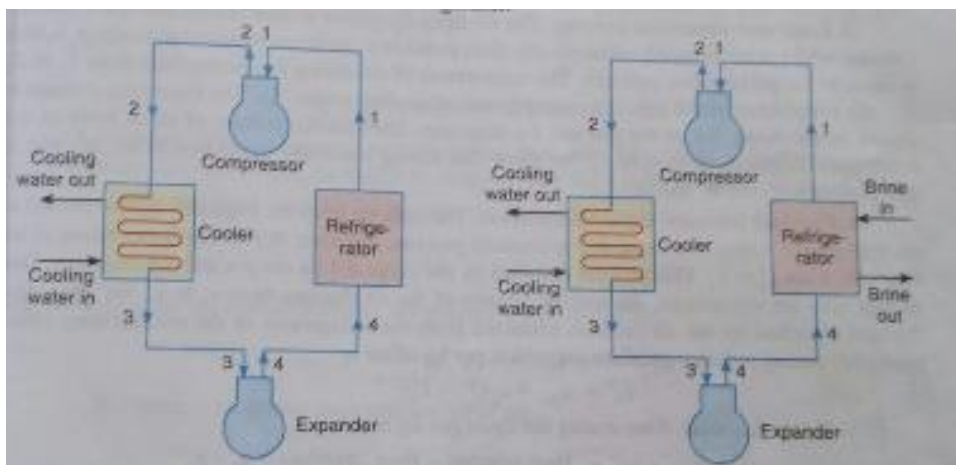 2 1
2
1
Compressor
Cooling
water out
Cooler
Refrige-
rator
Cooling
water in
3
4
3 4
Expander
2 1
2
1
Compressor
Cooling
water out
Brine
in
Cooler
Refrige-
rator
Cooling
water in
Brine
out
3
4
3 4
Expander